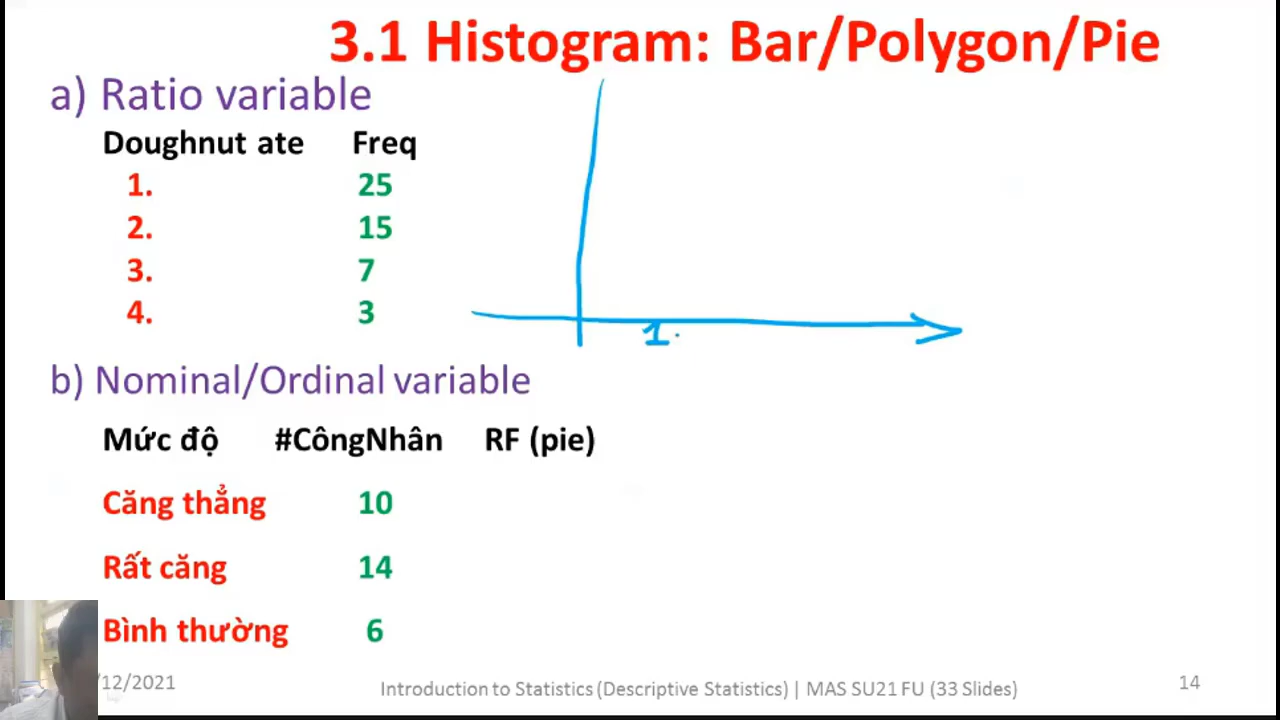 3.1 Histogram: Bar/Polygon/Pie
a) Ratio variable
Doughnut ate Freq
1. 25
2. 15
3. 7
4. 3
1.
b) Nominal/Ordinal variable
Mức độ #CôngNhân RF (pie)
Căng thẳng 10
Rất căng 14
Bình thường 6
/12/2021
Introduction to Statistics (Descriptive Statistics) | MAS SU21 FU (33 Slides)
14